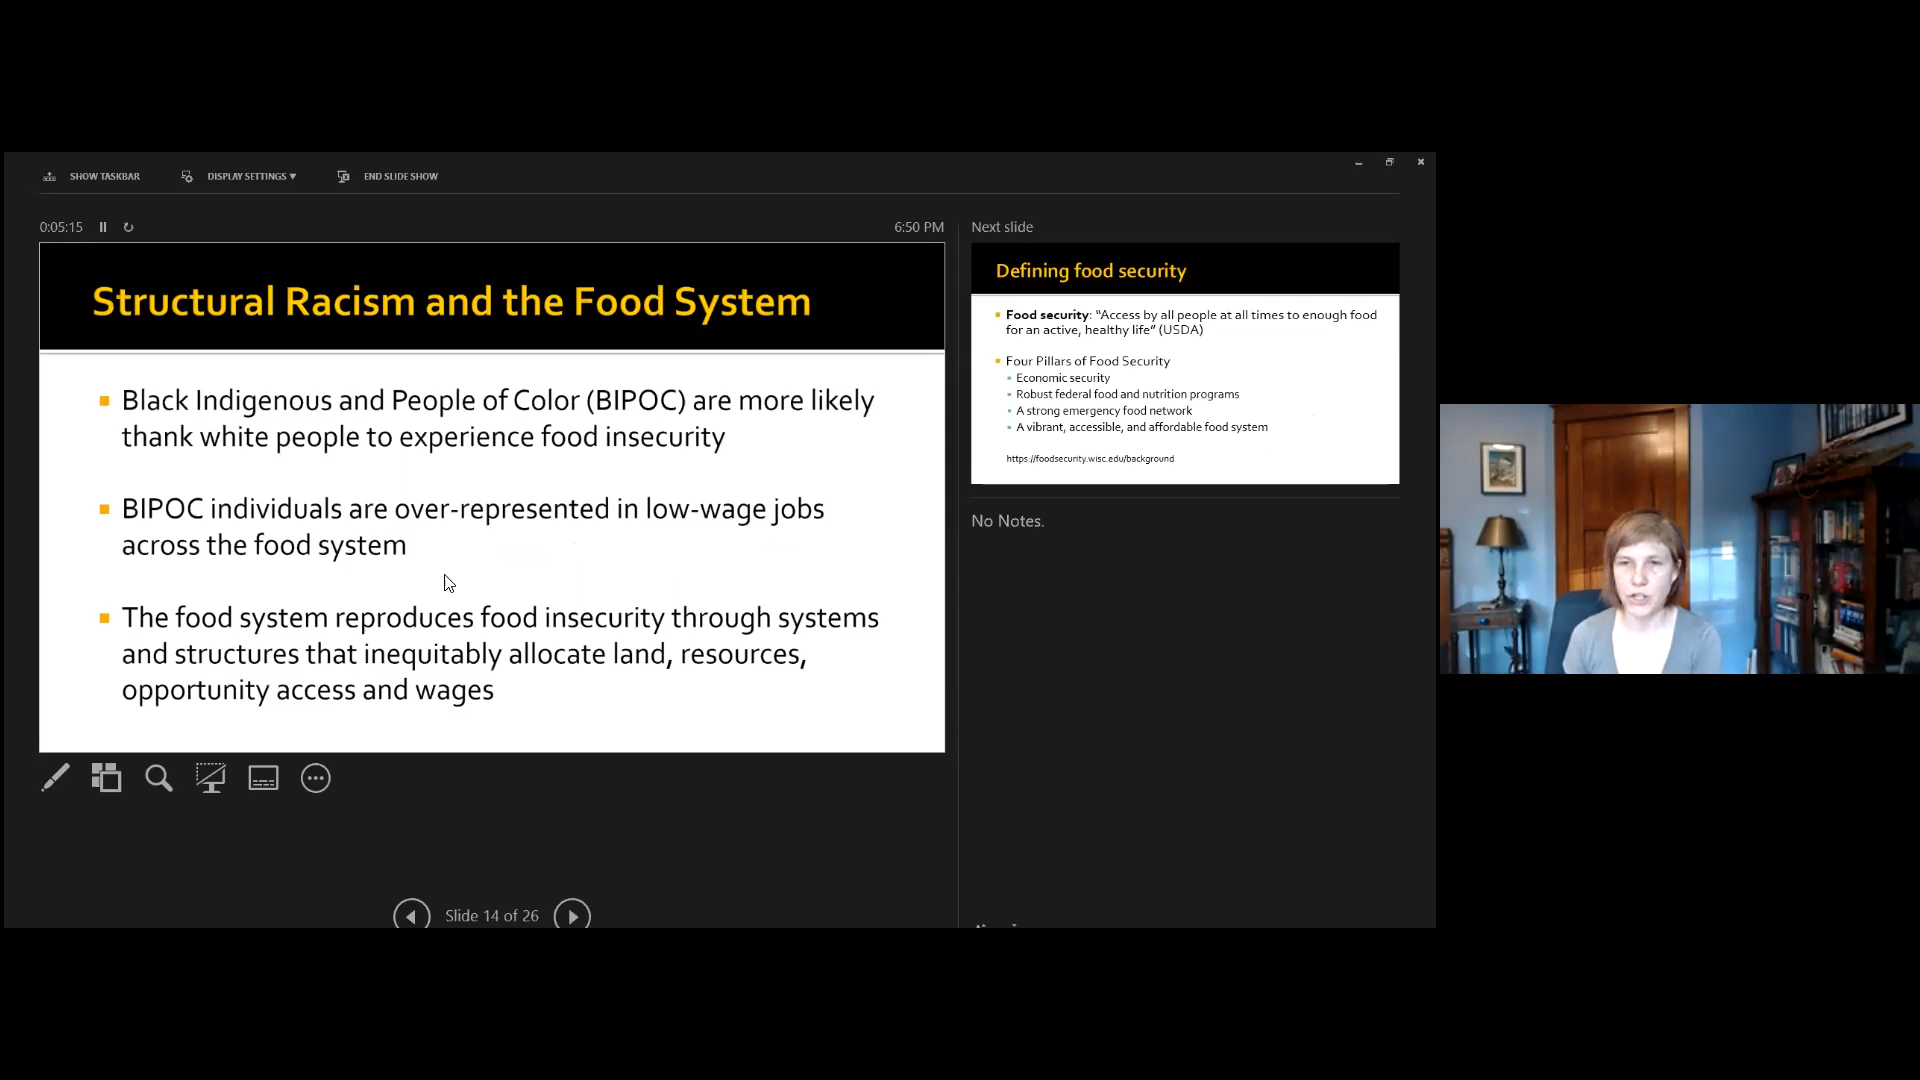 SHOW TASKBAR
DISPLAY SETTINGS ▼
END SLIDE SHOW
0:05:15
6:50 PM
Structural Racism and the Food System
Black Indigenous and People of Color (BIPOC) are more likely
thank white people to experience food insecurity
BIPOC individuals are over-represented in low-wage jobs
across the food system
The food system reproduces food insecurity through systems
and structures that inequitably allocate land, resources,
opportunity access and wages
Slide 14 of 26
Next slide
Defining food security
Food security: “Access by all people at all times to enough food
for an active, healthy life” (USDA)
Four Pillars of Food Security
Economic security
Robust federal food and nutrition programs
A strong emergency food network
A vibrant, accessible, and affordable food system
https://foodsecurity.wisc.edu/background
No Notes.